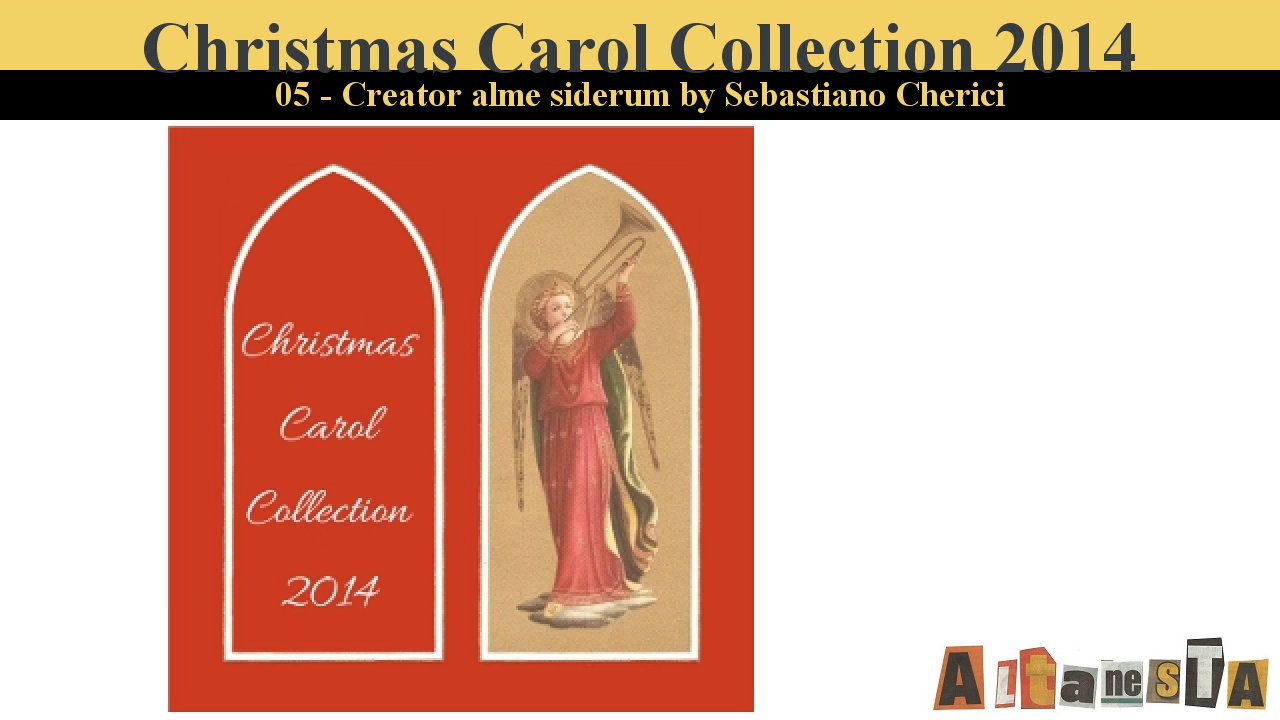 Christmas Carol Collection 2014
05 - Creator alme siderum by Sebastiano Cherici
Christmas
Carol
Collection
2014
AltanesTA